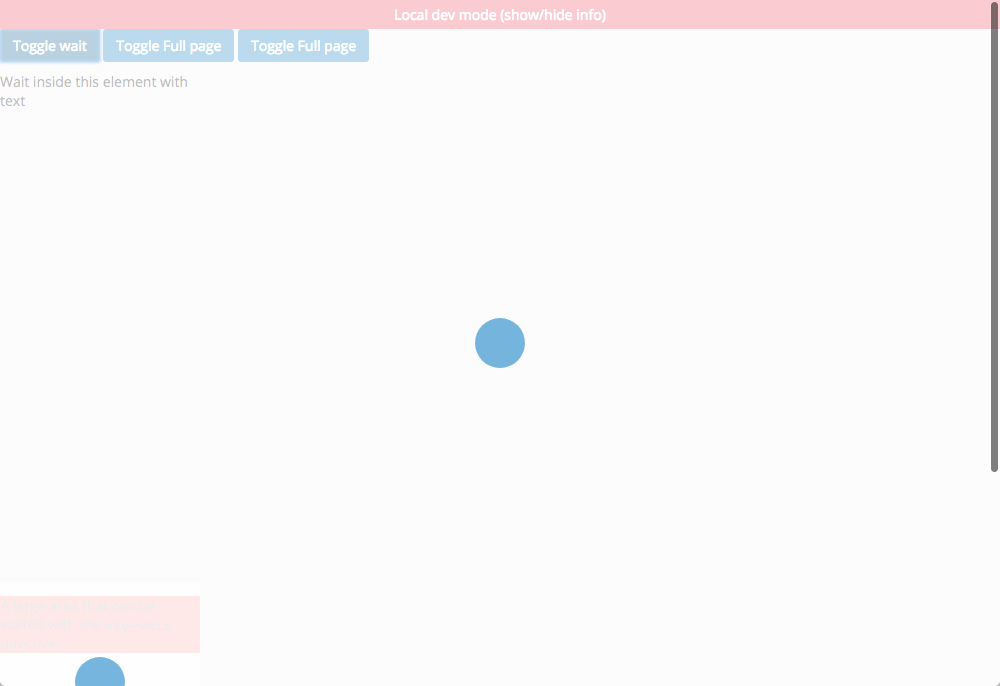 Local dev mode (show/hide info)
Toggle wait Toggle Full page Toggle Full page
Wait inside this element with
text